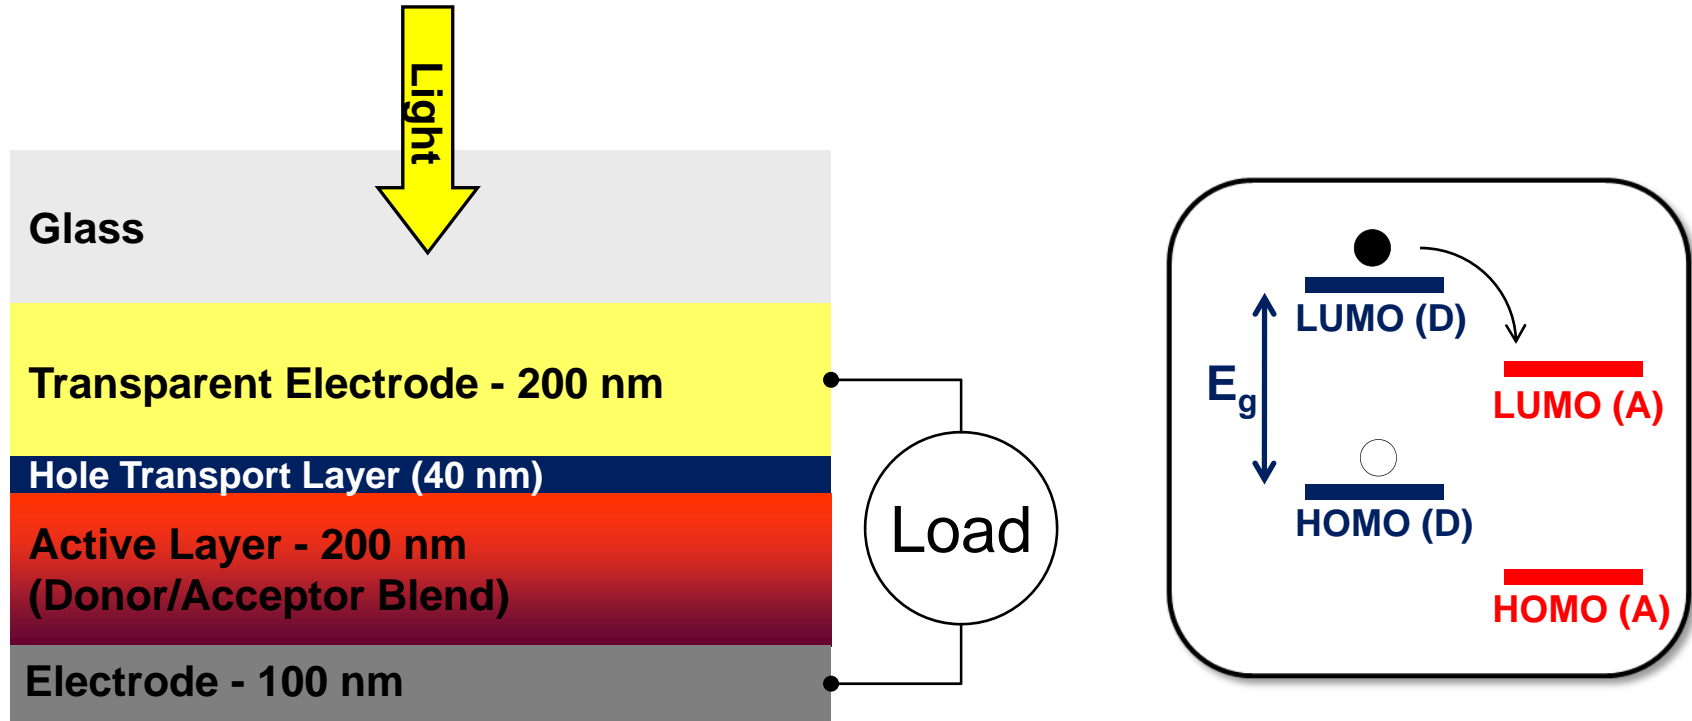 Light
Glass
Transparent Electrode - 200 nm
Hole Transport Layer (40 nm)
Active Layer - 200 nm
(Donor/Acceptor Blend)
Electrode - 100 nm
Load
LUMO (D)
Eg
LUMO (A)
HOMO (D)
HOMO (A)